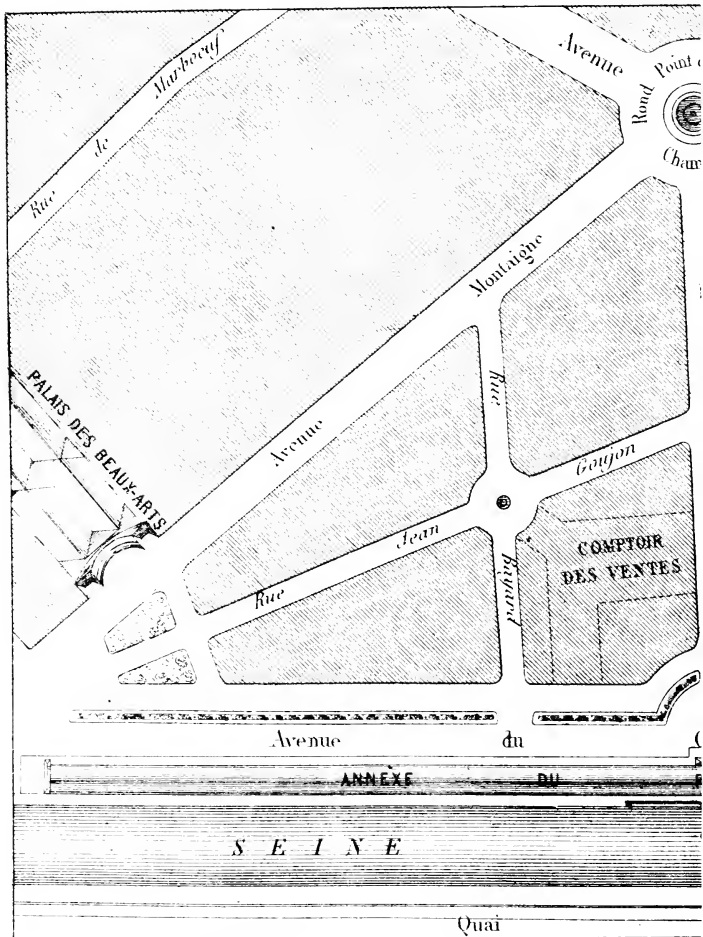 Rue de Marboeuf
Avenue
Rond Point
Avenue Montaigne
PALAIS DES BEAUX-ARTS
Rue Bayard
Rue Jean Goujon
COMPTOIR
DES VENTES
Avenue du
ANNEXE DU
SEINE
Quai